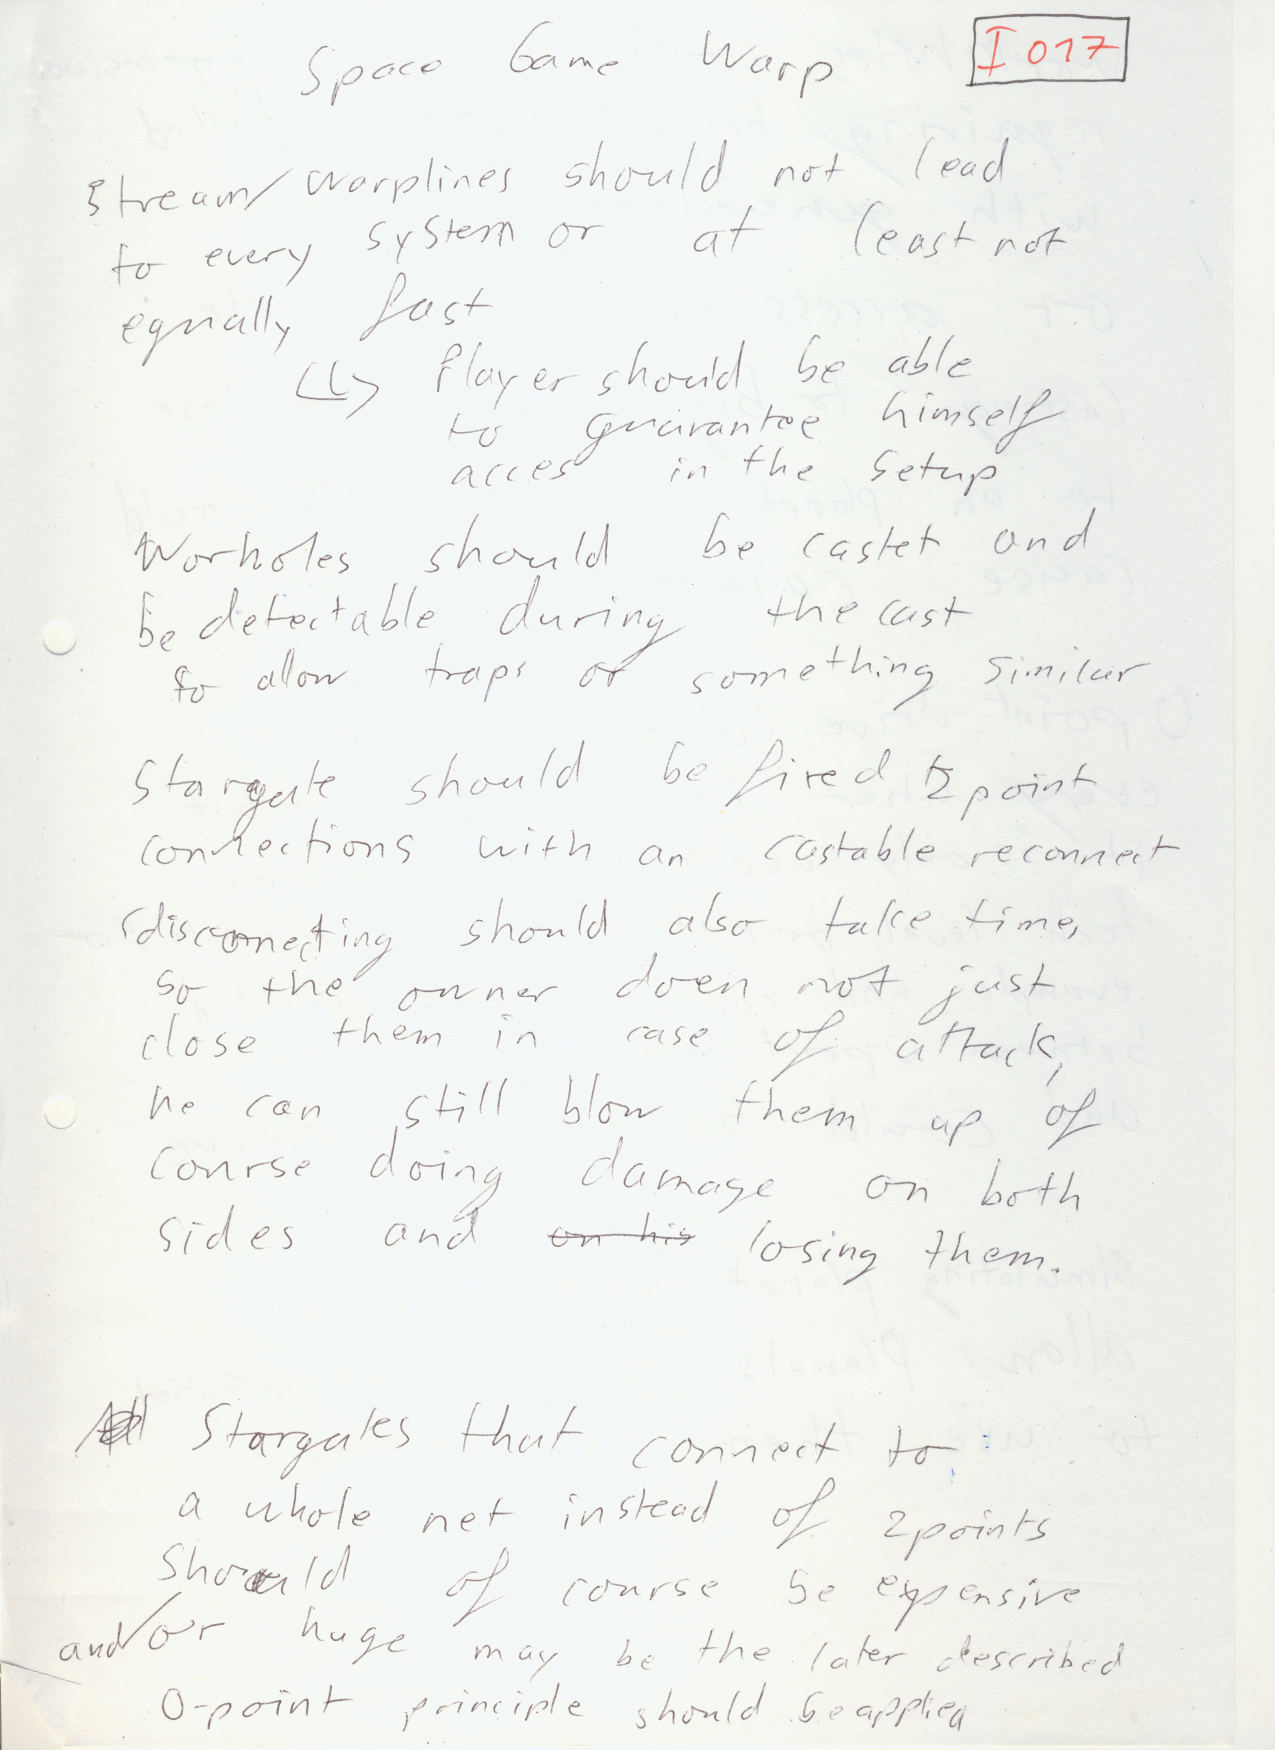 Space Game Warp
I 017
Stream/Warplines should not lead
to every system or at least not
equally fast
↳ Player should be able
to guarantee himself
acces in the Setup
Worholes should be castet and
be detectable during the cast
to allow traps or something similar
Stargate should be fixed 2 point
connections with an castable reconnect
(disconnecting should also take time,
so the owner doen not just
close them in case of attack,
he can still blow them up of
course doing damage on both
sides and on his losing them.
Stargates that connect to
a whole net instead of 2points
Should of course be expensive
and/or huge may be the later described
0-point principle should be applied